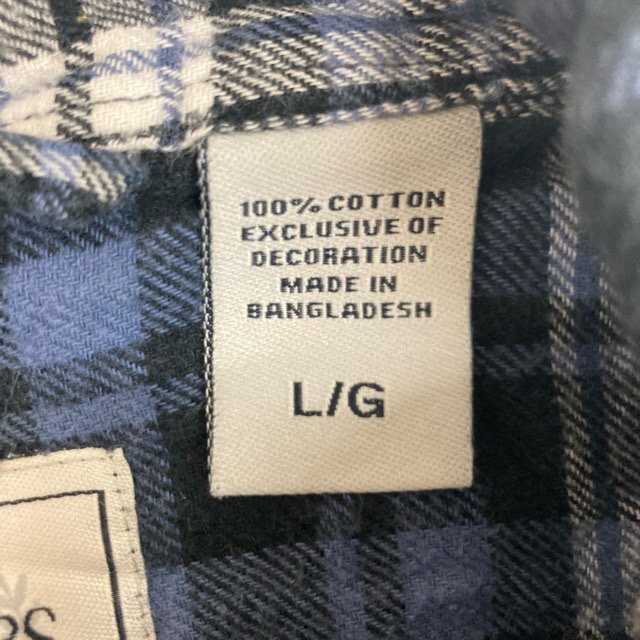 100% COTTON
EXCLUSIVE OF
DECORATION
MADE IN
BANGLADESH
L/G